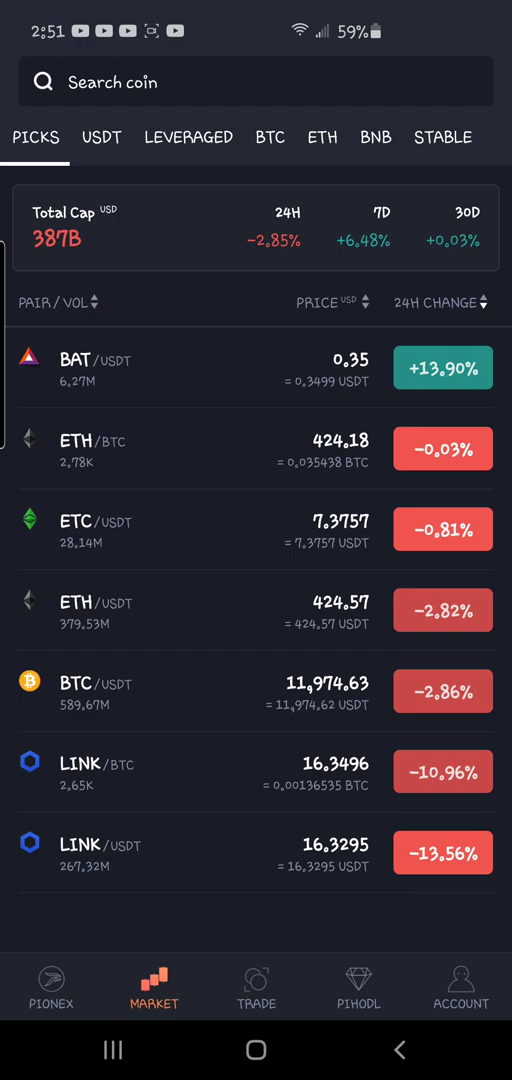 2:51 59%
Search coin
PICKS USDT LEVERAGED BTC ETH BNB STABLE
Total Cap USD 24H 7D 30D
387B -2.85% +6.48% +0.03%
PAIR / VOL PRICE USD 24H CHANGE
BAT/USDT 0.35 +13.90%
6.27M = 0.3499 USDT
ETH/BTC 424.18 -0.03%
2.78K = 0.035438 BTC
ETC/USDT 7.3757 -0.81%
28.14M = 7.3757 USDT
ETH/USDT 424.57 -2.82%
379.53M = 424.57 USDT
BTC/USDT 11,974.63 -2.86%
589.67M = 11,974.62 USDT
LINK/BTC 16.3496 -10.96%
2.65K = 0.00136535 BTC
LINK/USDT 16.3295 -13.56%
267.32M = 16.3295 USDT
PIONEX MARKET TRADE PIHODL ACCOUNT